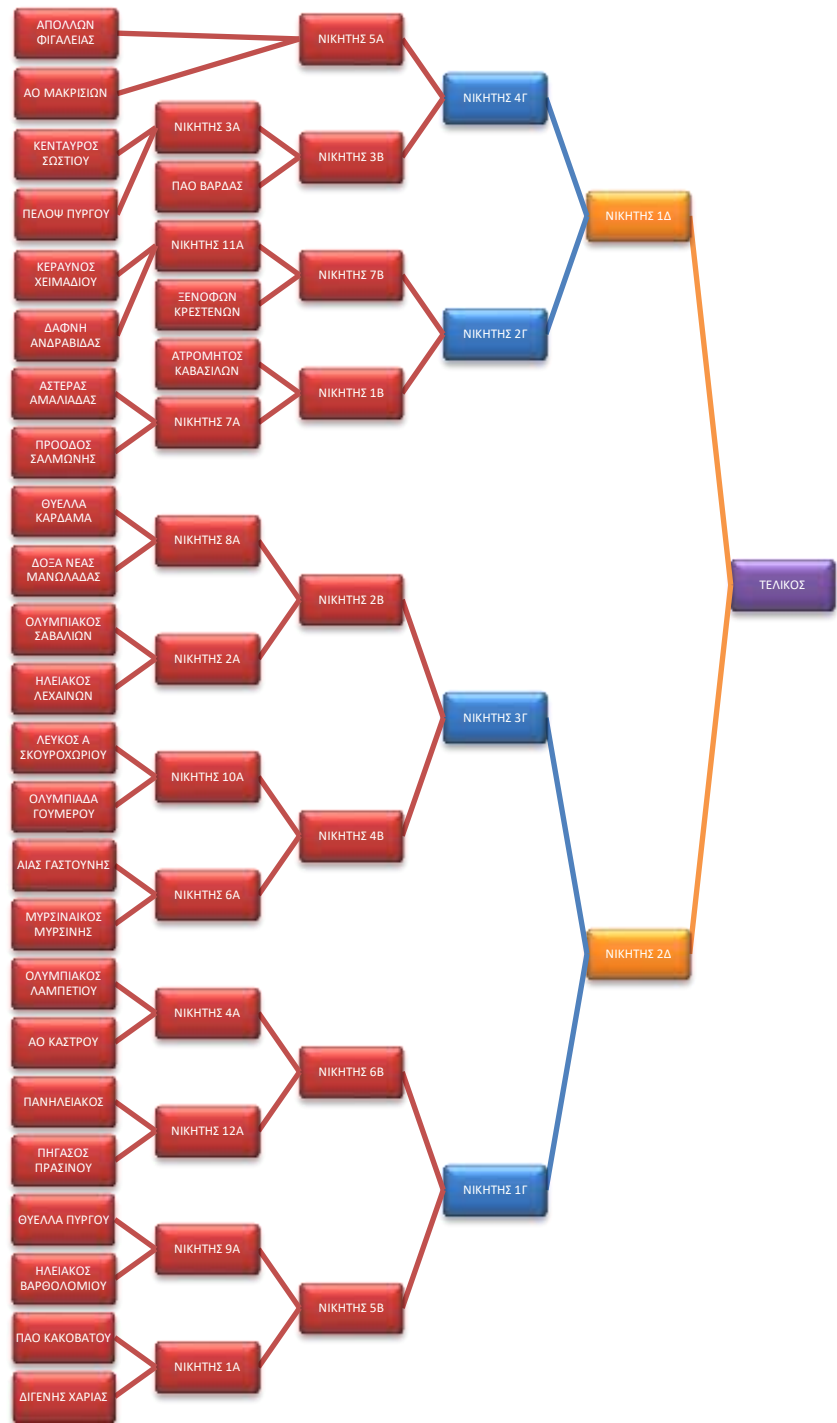 ΑΠΟΛΛΩΝ
ΦΙΓΑΛΕΙΑΣ
ΑΟ ΜΑΚΡΙΣΙΩΝ
ΚΕΝΤΑΥΡΟΣ
ΣΩΣΤΙΟΥ
ΠΕΛΟΨ ΠΥΡΓΟΥ
ΚΕΡΑΥΝΟΣ
ΧΕΙΜΑΔΙΟΥ
ΔΑΦΝΗ
ΑΝΔΡΑΒΙΔΑΣ
ΑΣΤΕΡΑΣ
ΑΜΑΛΙΑΔΑΣ
ΠΡΟΟΔΟΣ
ΣΑΛΜΩΝΗΣ
ΘΥΕΛΛΑ
ΚΑΡΔΑΜΑ
ΔΟΞΑ ΝΕΑΣ
ΜΑΝΩΛΑΔΑΣ
ΟΛΥΜΠΙΑΚΟΣ
ΣΑΒΑΛΙΩΝ
ΗΛΕΙΑΚΟΣ
ΛΕΧΑΙΝΩΝ
ΛΕΥΚΟΣ Α
ΣΚΟΥΡΟΧΩΡΙΟΥ
ΟΛΥΜΠΙΑΔΑ
ΓΟΥΜΕΡΟΥ
ΑΙΑΣ ΓΑΣΤΟΥΝΗΣ
ΜΥΡΣΙΝΑΙΚΟΣ
ΜΥΡΣΙΝΗΣ
ΟΛΥΜΠΙΑΚΟΣ
ΛΑΜΠΕΤΙΟΥ
ΑΟ ΚΑΣΤΡΟΥ
ΠΑΝΗΛΕΙΑΚΟΣ
ΠΗΓΑΣΟΣ
ΠΡΑΣΙΝΟΥ
ΘΥΕΛΛΑ ΠΥΡΓΟΥ
ΗΛΕΙΑΚΟΣ
ΒΑΡΘΟΛΟΜΙΟΥ
ΠΑΟ ΚΑΚΟΒΑΤΟΥ
ΔΙΓΕΝΗΣ ΧΑΡΙΑΣ
ΝΙΚΗΤΗΣ 3Α
ΠΑΟ ΒΑΡΔΑΣ
ΝΙΚΗΤΗΣ 11Α
ΞΕΝΟΦΩΝ
ΚΡΕΣΤΕΝΩΝ
ΑΤΡΟΜΗΤΟΣ
ΚΑΒΑΣΙΛΩΝ
ΝΙΚΗΤΗΣ 7Α
ΝΙΚΗΤΗΣ 8Α
ΝΙΚΗΤΗΣ 2Α
ΝΙΚΗΤΗΣ 10Α
ΝΙΚΗΤΗΣ 6Α
ΝΙΚΗΤΗΣ 4Α
ΝΙΚΗΤΗΣ 12Α
ΝΙΚΗΤΗΣ 9Α
ΝΙΚΗΤΗΣ 1Α
ΝΙΚΗΤΗΣ 5Α
ΝΙΚΗΤΗΣ 3Β
ΝΙΚΗΤΗΣ 7Β
ΝΙΚΗΤΗΣ 1Β
ΝΙΚΗΤΗΣ 2Β
ΝΙΚΗΤΗΣ 4Β
ΝΙΚΗΤΗΣ 6Β
ΝΙΚΗΤΗΣ 5Β
ΝΙΚΗΤΗΣ 4Γ
ΝΙΚΗΤΗΣ 2Γ
ΝΙΚΗΤΗΣ 3Γ
ΝΙΚΗΤΗΣ 1Γ
ΝΙΚΗΤΗΣ 1Δ
ΝΙΚΗΤΗΣ 2Δ
ΤΕΛΙΚΟΣ